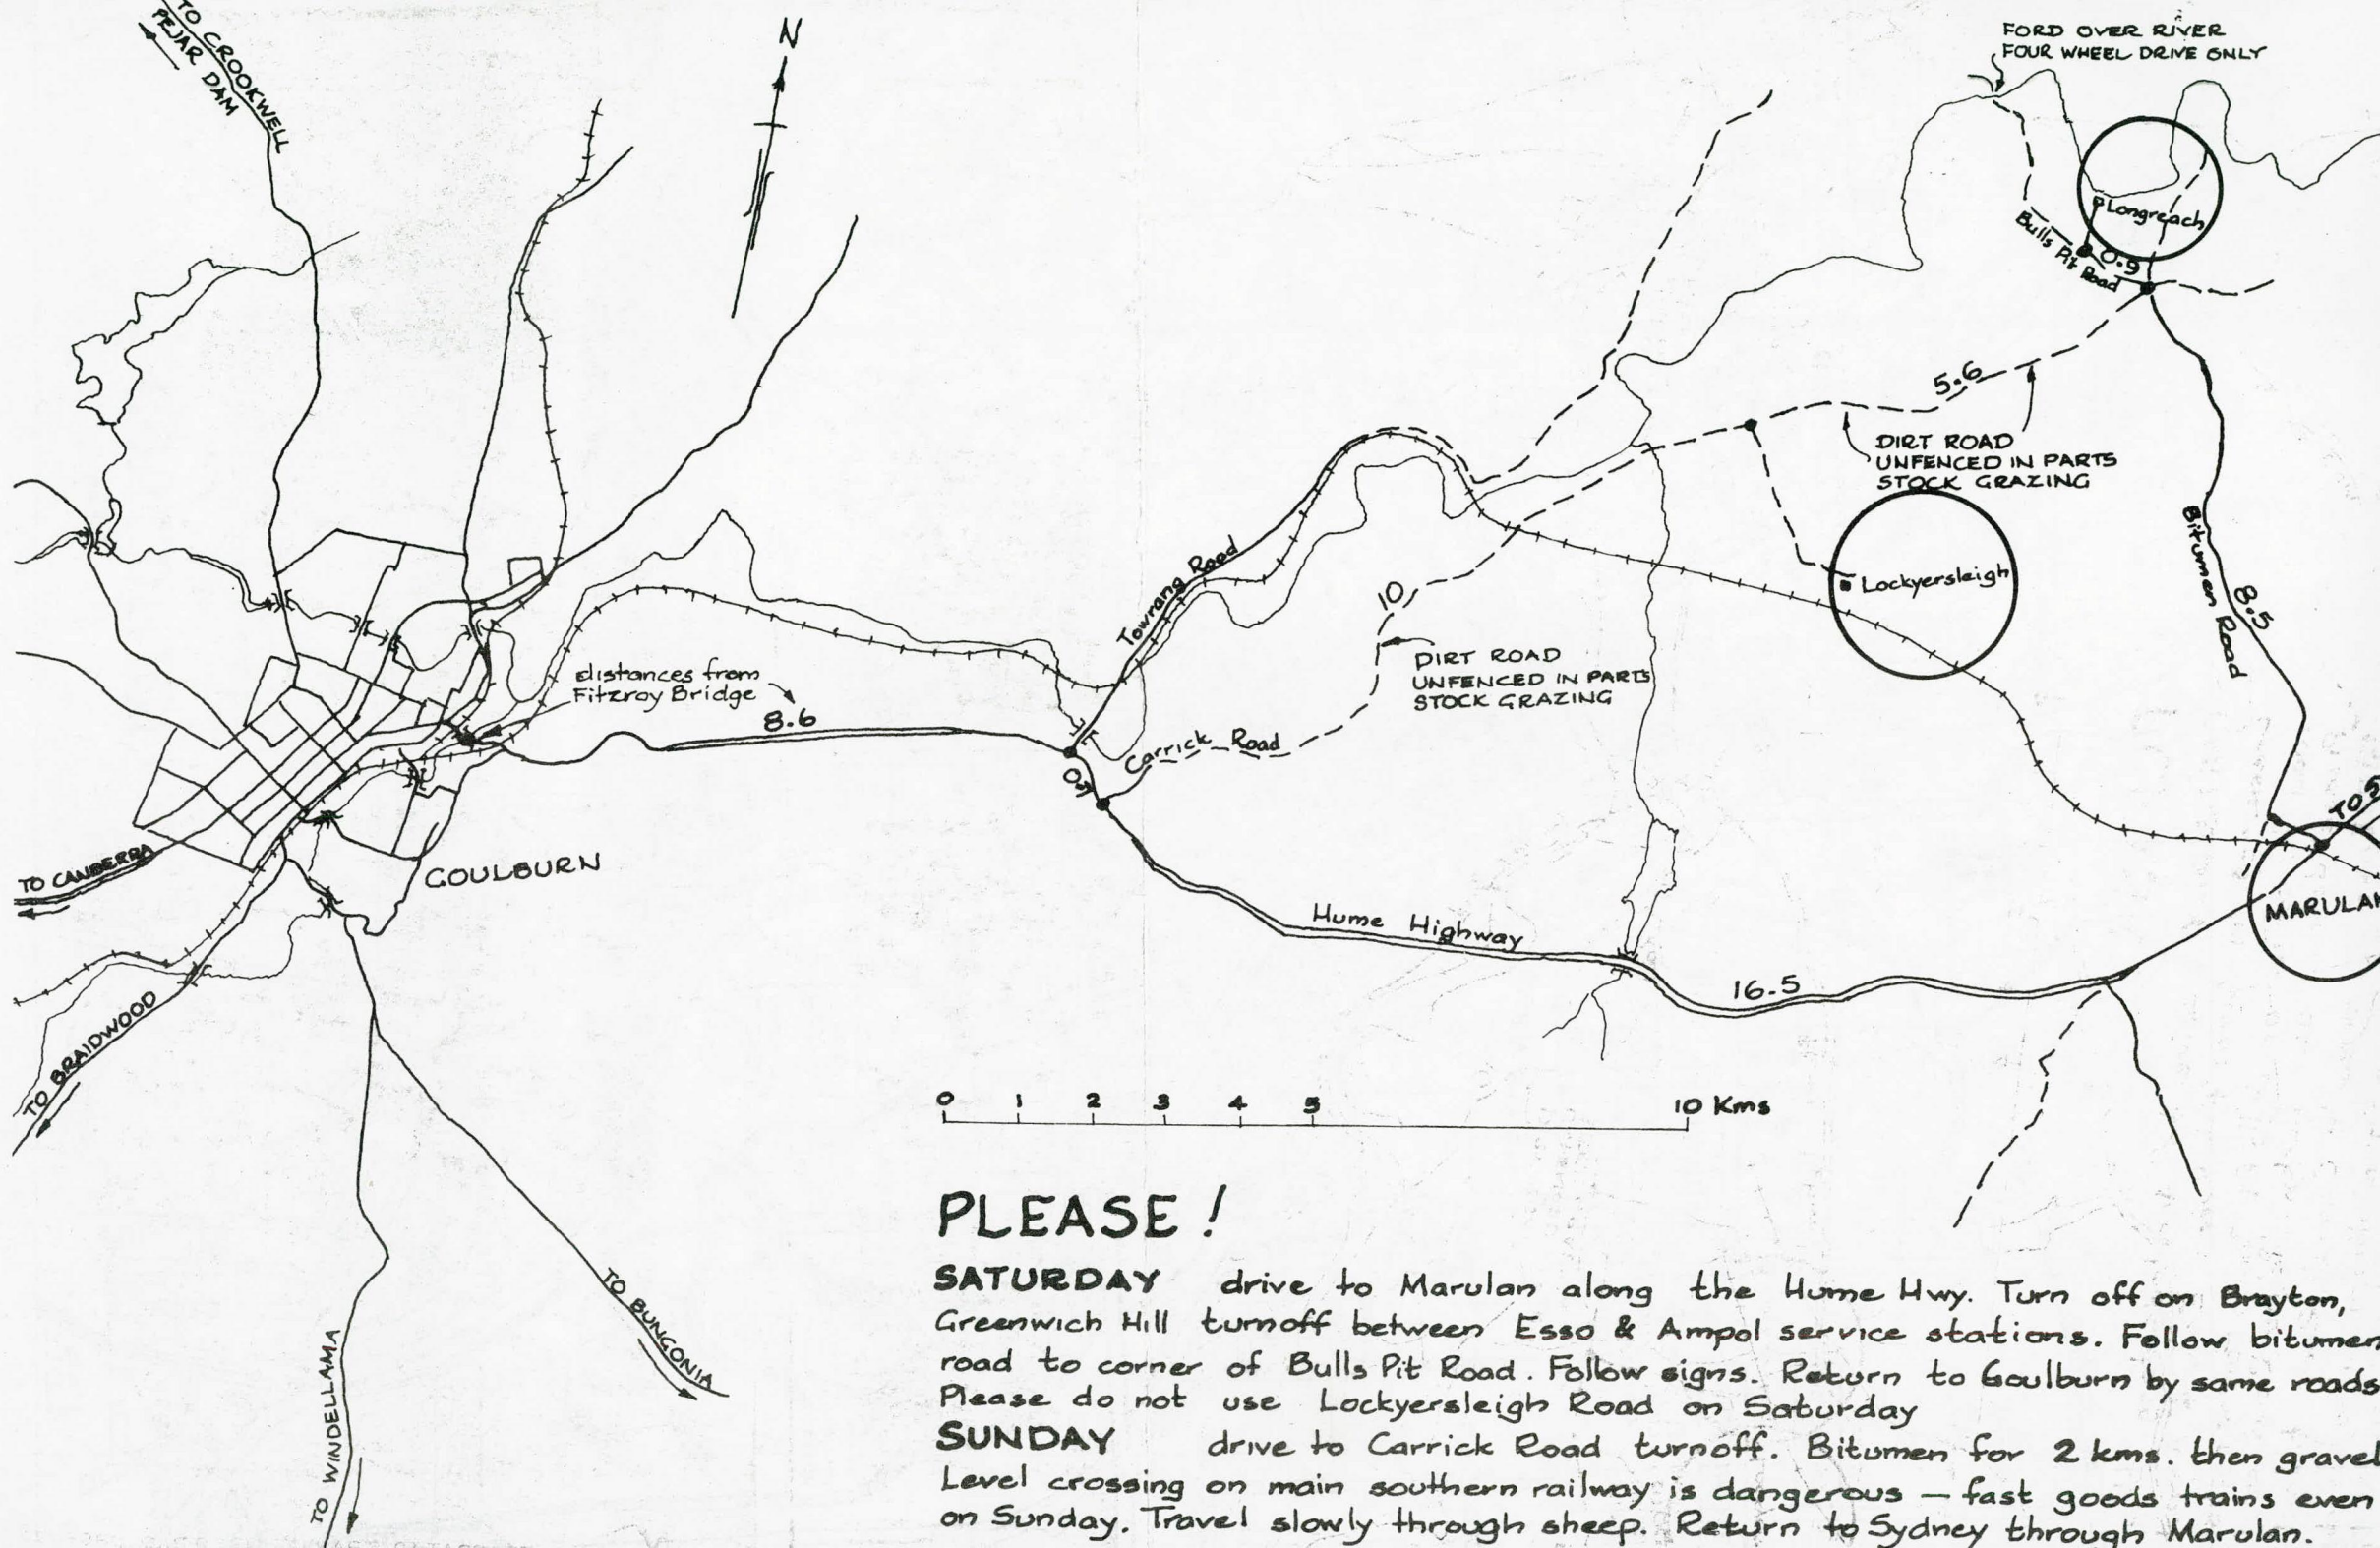 TO CROOKWELL
PEJAR DAM
N
FORD OVER RIVER
FOUR WHEEL DRIVE ONLY
Longreach
Bulls Pit Road
0.9
5.6
DIRT ROAD
UNFENCED IN PARTS
STOCK GRAZING
Bitumen Road
8.5
Lockyersleigh
Towrang Road
10
DIRT ROAD
UNFENCED IN PARTS
STOCK GRAZING
distances from
Fitzroy Bridge
8.6
Carrick Road
TO CANBERRA
GOULBURN
MARULAN
Hume Highway
16.5
TO BRAIDWOOD
0 1 2 3 4 5 10 Kms
TO BUNGONIA
TO WINDELLAMA
PLEASE !
SATURDAY drive to Marulan along the Hume Hwy. Turn off on Brayton,
Greenwich Hill turnoff between Esso & Ampol service stations. Follow bitumen
road to corner of Bulls Pit Road. Follow signs. Return to Goulburn by same roads
Please do not use Lockyersleigh Road on Saturday
SUNDAY drive to Carrick Road turnoff. Bitumen for 2 kms. then gravel
Level crossing on main southern railway is dangerous – fast goods trains even
on Sunday. Travel slowly through sheep. Return to Sydney through Marulan.